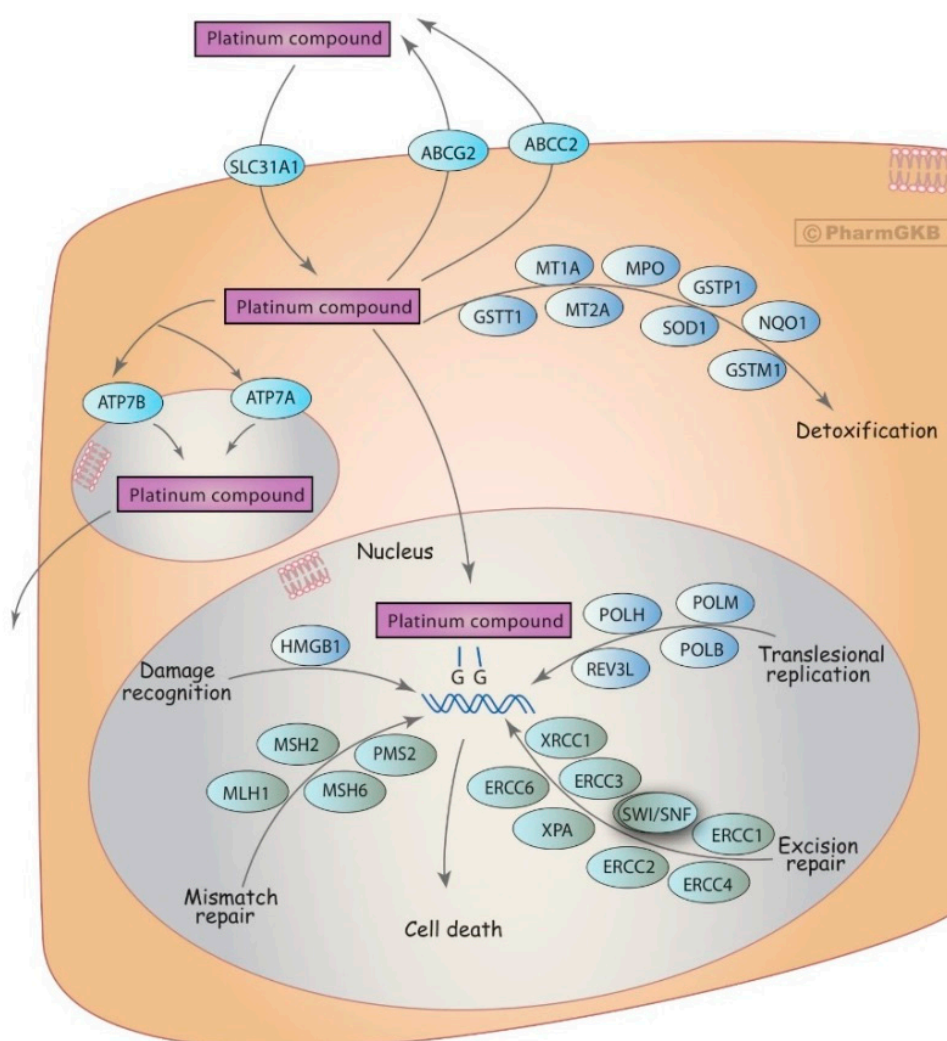 Platinum compound
SLC31A1
ABCG2
ABCC2
© PharmGKB
Platinum compound
GSTT1
MT1A
MT2A
MPO
SOD1
GSTP1
NQO1
GSTM1
Detoxification
ATP7B
ATP7A
Platinum compound
Nucleus
Platinum compound
G G
HMGB1
Damage
recognition
POLH
POLM
REV3L
POLB
Translesional
replication
MSH2
PMS2
MLH1
MSH6
Mismatch
repair
XRCC1
ERCC6
ERCC3
XPA
SWI/SNF
ERCC1
ERCC2
ERCC4
Excision
repair
Cell death